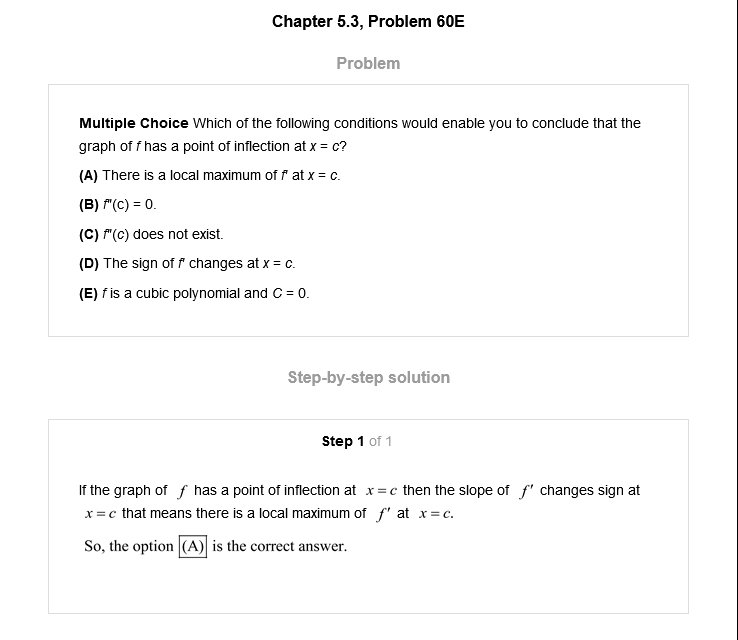 Chapter 5.3, Problem 60E
Problem
Multiple Choice Which of the following conditions would enable you to conclude that the
graph of f has a point of inflection at x = c?
(A) There is a local maximum of f' at x = c.
(B) f"(c) = 0.
(C) f"(c) does not exist.
(D) The sign of f' changes at x = c.
(E) f is a cubic polynomial and C = 0.
Step-by-step solution
Step 1 of 1
If the graph of f has a point of inflection at x = c then the slope of f' changes sign at
x = c that means there is a local maximum of f' at x = c.
So, the option (A) is the correct answer.